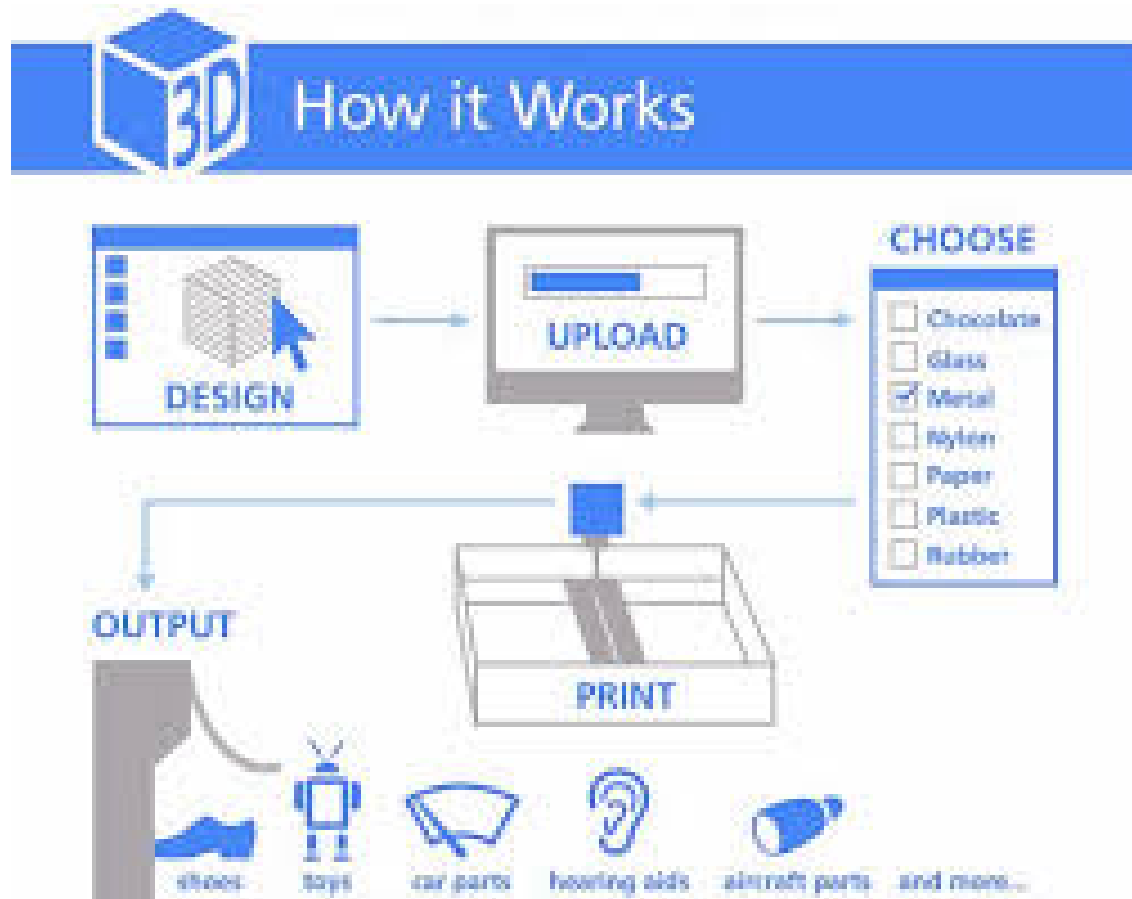 3D
How it Works
DESIGN
UPLOAD
CHOOSE
Chocolate
Glass
Metal
Nylon
Paper
Plastic
Rubber
PRINT
OUTPUT
shoes toys car parts hearing aids aircraft parts and more...